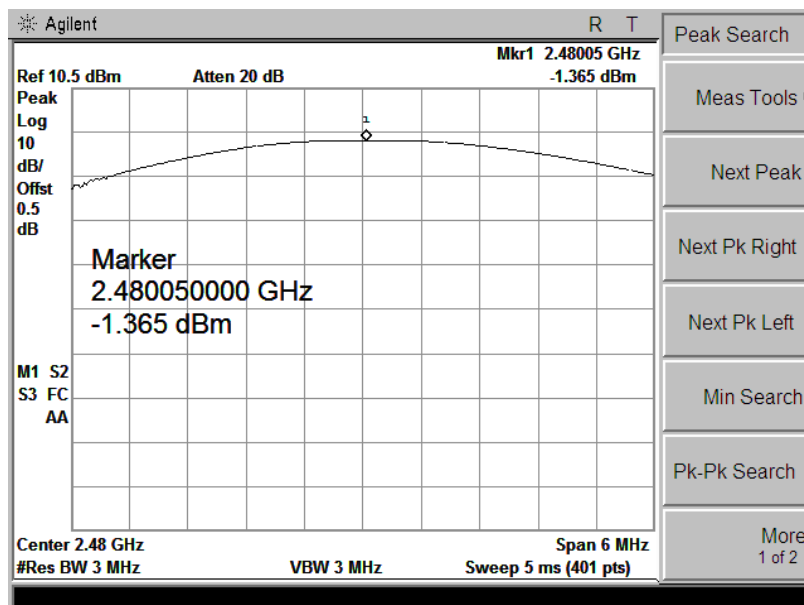 Agilent R T
Mkr1 2.48005 GHz
Ref 10.5 dBm Atten 20 dB -1.365 dBm
Peak
Log
10
dB/
Offst
0.5
dB
1
Marker
2.480050000 GHz
-1.365 dBm
M1 S2
S3 FC
AA
Center 2.48 GHz Span 6 MHz
#Res BW 3 MHz VBW 3 MHz Sweep 5 ms (401 pts)
Peak Search
Meas Tools
Next Peak
Next Pk Right
Next Pk Left
Min Search
Pk-Pk Search
More
1 of 2